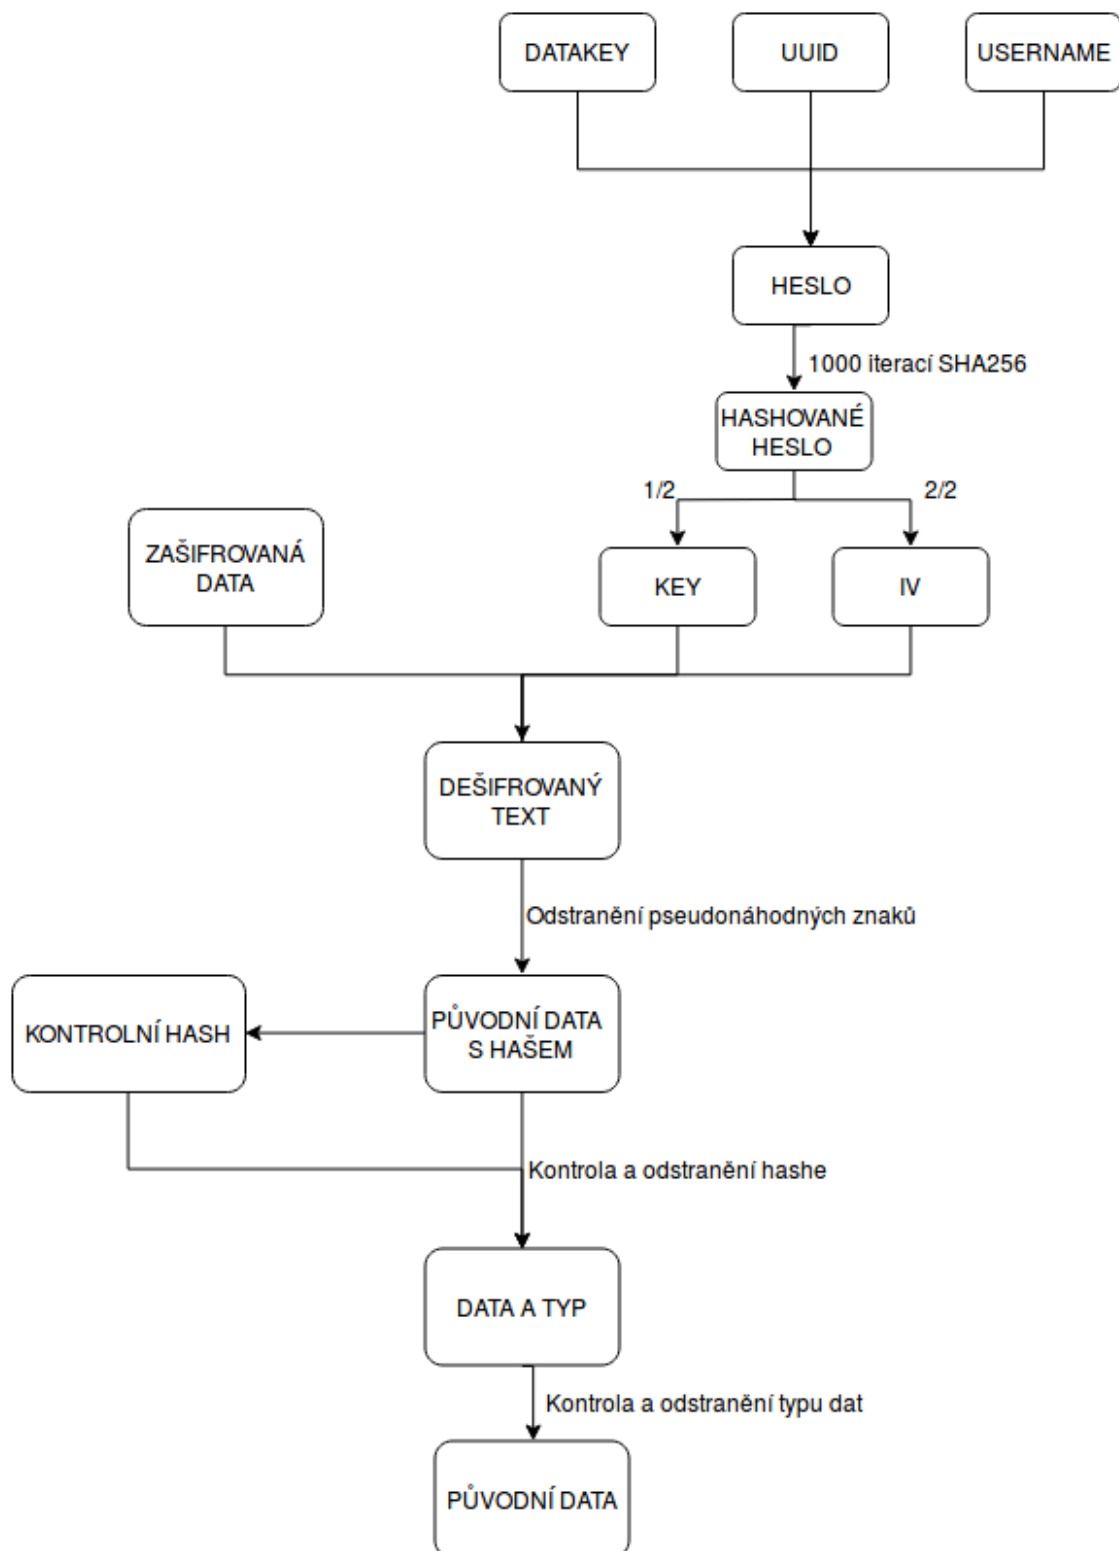 DATAKEY
UUID
USERNAME
HESLO
1000 iterací SHA256
HASHOVANÉ
HESLO
1/2
2/2
ZAŠIFROVANÁ
DATA
KEY
IV
DEŠIFROVANÝ
TEXT
Odstranění pseudonáhodných znaků
KONTROLNÍ HASH
PŮVODNÍ DATA
S HAŠEM
Kontrola a odstranění hashe
DATA A TYP
Kontrola a odstranění typu dat
PŮVODNÍ DATA